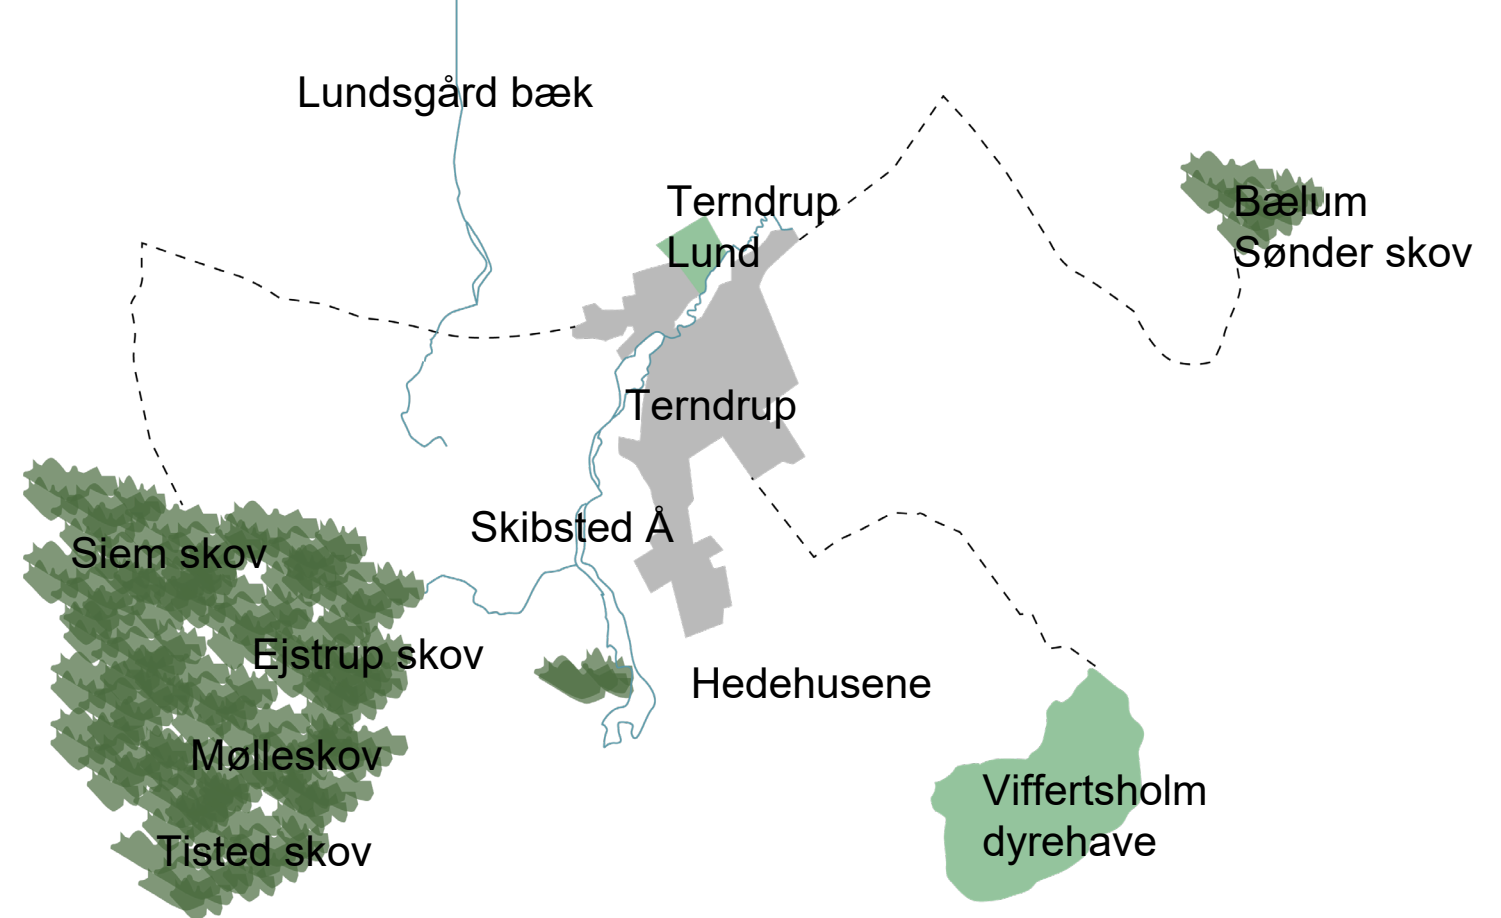 Lundsgård bæk
Terndrup
Lund
Bælum
Sønder skov
Terndrup
Skibsted Å
Siem skov
Ejstrup skov
Hedehusene
Mølleskov
Viffertsholm
dyrehave
Tisted skov